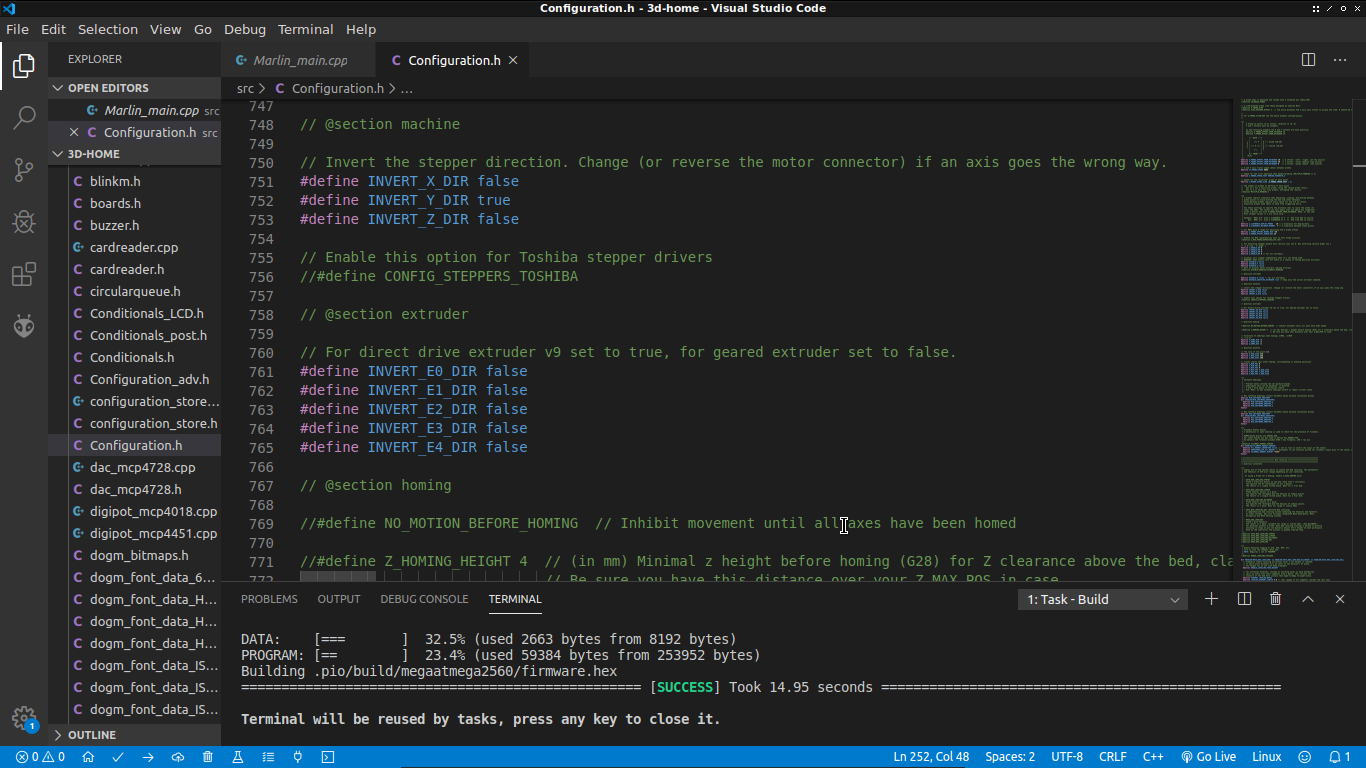 Configuration.h - 3d-home - Visual Studio Code
File Edit Selection View Go Debug Terminal Help
EXPLORER
OPEN EDITORS
Marlin_main.cpp src
Configuration.h src
3D-HOME
blinkm.h
boards.h
buzzer.h
cardreader.cpp
cardreader.h
circularqueue.h
Conditionals_LCD.h
Conditionals_post.h
Conditionals.h
Configuration_adv.h
configuration_store...
configuration_store.h
Configuration.h
dac_mcp4728.cpp
dac_mcp4728.h
digipot_mcp4018.cpp
digipot_mcp4451.cpp
dogm_bitmaps.h
dogm_font_data_6...
dogm_font_data_H...
dogm_font_data_H...
dogm_font_data_H...
dogm_font_data_IS...
dogm_font_data_IS...
dogm_font_data_IS...
OUTLINE
Marlin_main.cpp
Configuration.h
src > Configuration.h > ...
747
748 // @section machine
749
750 // Invert the stepper direction. Change (or reverse the motor connector) if an axis goes the wrong way.
751 #define INVERT_X_DIR false
752 #define INVERT_Y_DIR true
753 #define INVERT_Z_DIR false
754
755 // Enable this option for Toshiba stepper drivers
756 //#define CONFIG_STEPPERS_TOSHIBA
757
758 // @section extruder
759
760 // For direct drive extruder v9 set to true, for geared extruder set to false.
761 #define INVERT_E0_DIR false
762 #define INVERT_E1_DIR false
763 #define INVERT_E2_DIR false
764 #define INVERT_E3_DIR false
765 #define INVERT_E4_DIR false
766
767 // @section homing
768
769 //#define NO_MOTION_BEFORE_HOMING  // Inhibit movement until all axes have been homed
770
771 //#define Z_HOMING_HEIGHT 4  // (in mm) Minimal z height before homing (G28) for Z clearance above the bed, cla
772 // Be sure you have this distance over your Z_MAX_POS in case
PROBLEMS OUTPUT DEBUG CONSOLE TERMINAL
1: Task - Build
DATA:    [===       ]  32.5% (used 2663 bytes from 8192 bytes)
PROGRAM: [==        ]  23.4% (used 59384 bytes from 253952 bytes)
Building .pio/build/megaatmega2560/firmware.hex
================================================ [SUCCESS] Took 14.95 seconds ================================================
Terminal will be reused by tasks, press any key to close it.
1
0 0
Ln 252, Col 48 Spaces: 2 UTF-8 CRLF C++ Go Live Linux 1